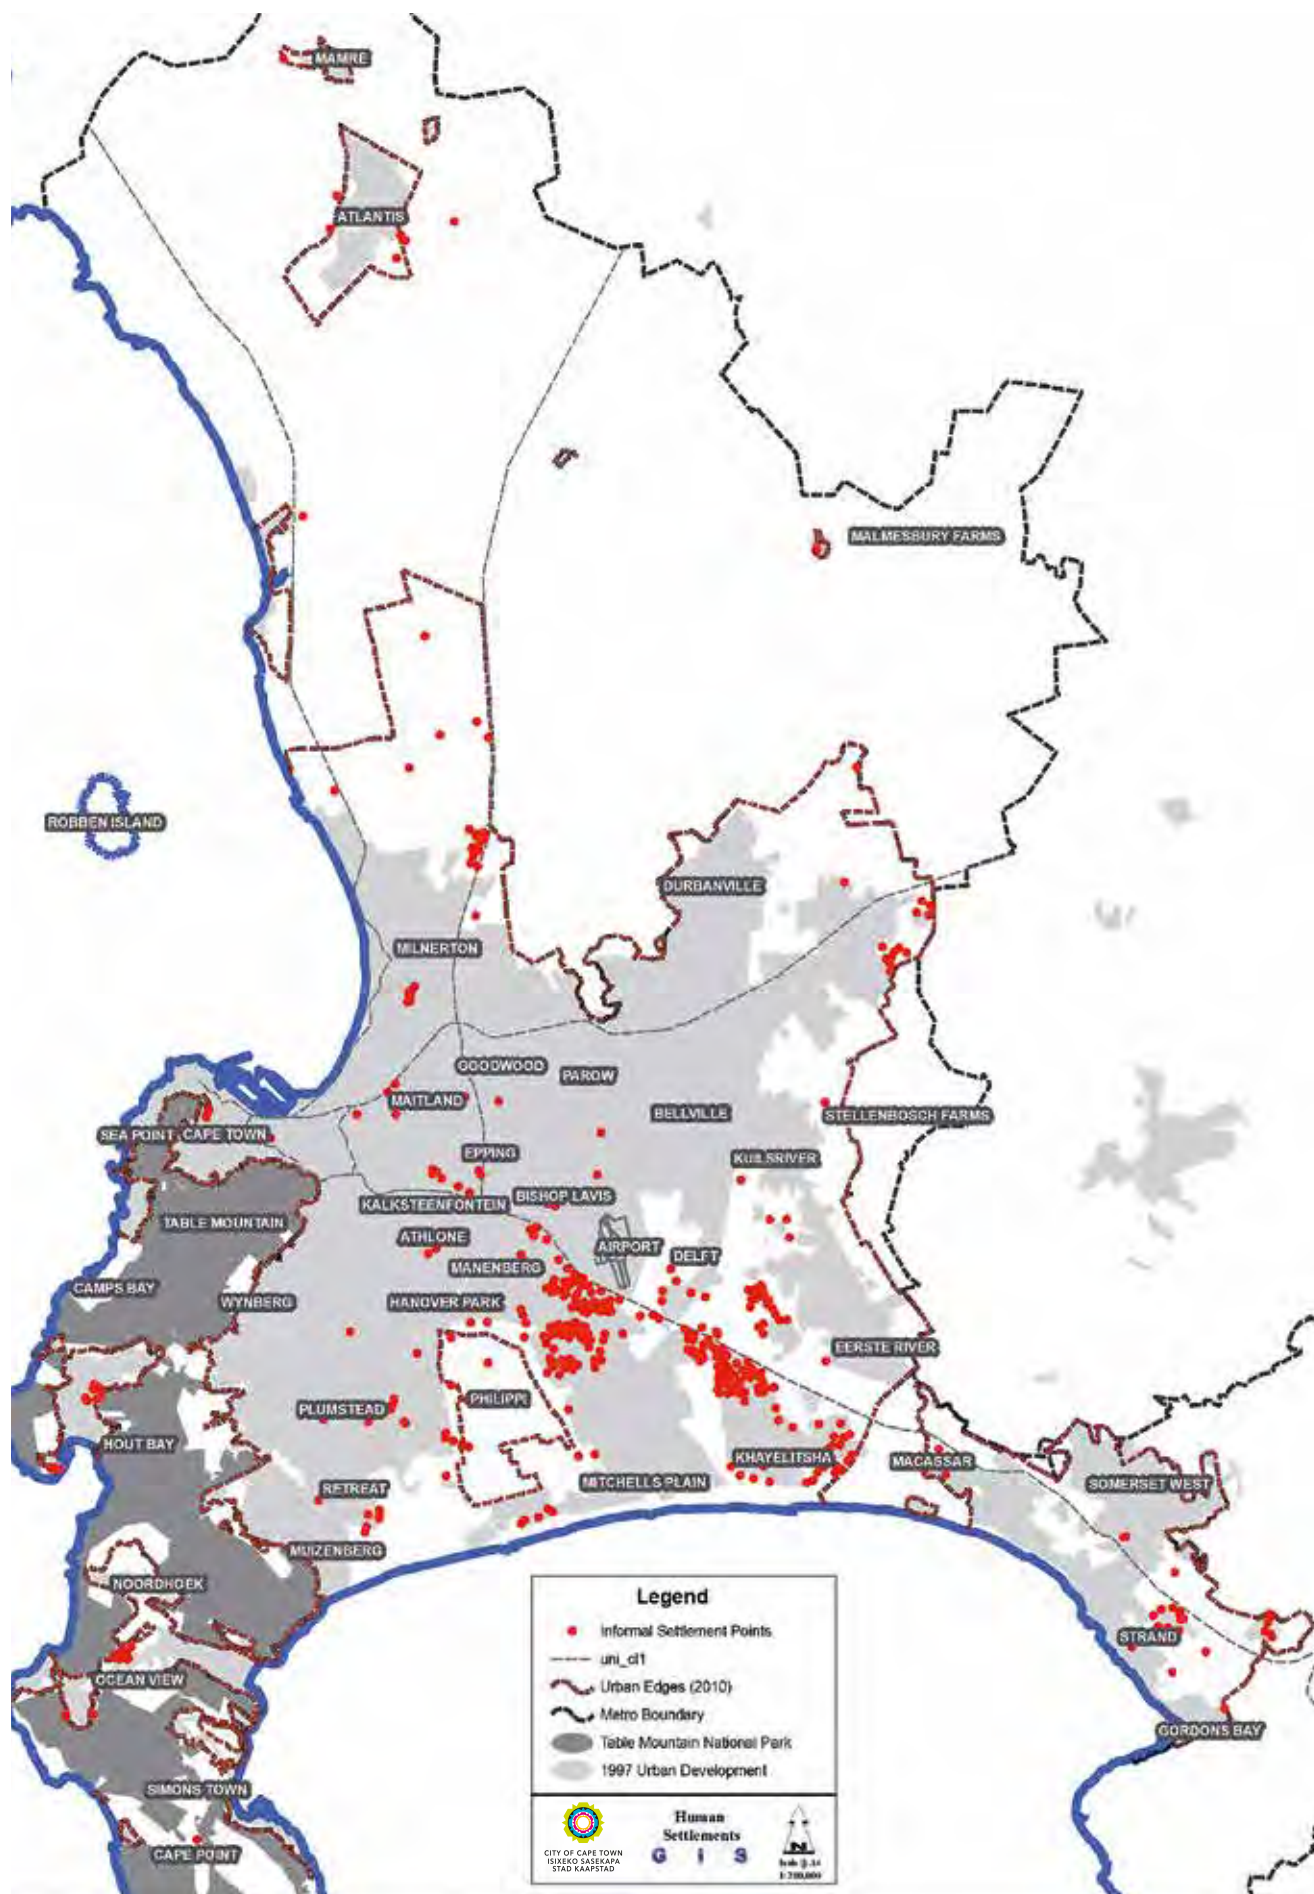 MAMRE
ATLANTIS
MALMESBURY FARMS
ROBBEN ISLAND
DURBANVILLE
MILNERTON
GOODWOOD
PAROW
MAITLAND
BELLVILLE
STELLENBOSCH FARMS
SEA POINT
CAPE TOWN
EPPING
KUILSRIVER
KALKSTEENFONTEIN
BISHOP LAVIS
TABLE MOUNTAIN
ATHLONE
AIRPORT
DELFT
MANENBERG
CAMPS BAY
WYNBERG
HANOVER PARK
EERSTE RIVER
PHILIPPI
PLUMSTEAD
HOUT BAY
KHAYELITSHA
MACASSAR
MITCHELLS PLAIN
SOMERSET WEST
RETREAT
MUIZENBERG
NOORDHOEK
STRAND
OCEAN VIEW
GORDONS BAY
SIMONS TOWN
CAPE POINT
Legend
Informal Settlement Points
uni_cl1
Urban Edges (2010)
Metro Boundary
Table Mountain National Park
1997 Urban Development
CITY OF CAPE TOWN
ISIXEKO SASEKAPA
STAD KAAPSTAD
Human
Settlements
G I S
N